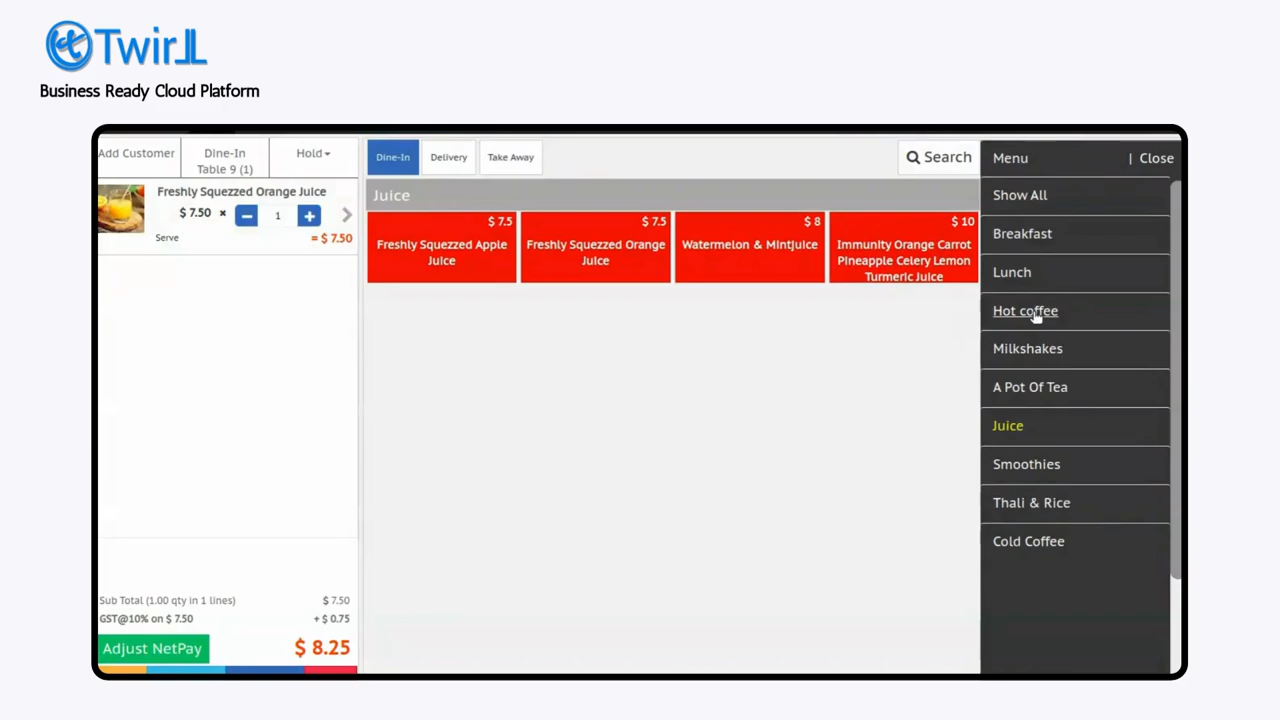 TwirLL
Business Ready Cloud Platform
Add Customer
Dine-In
Table 9 (1)
Hold
Freshly Squezzed Orange Juice
$ 7.50 × − 1 +
Serve
= $ 7.50
Sub Total (1.00 qty in 1 lines) $ 7.50
GST@10% on $ 7.50 + $ 0.75
Adjust NetPay $ 8.25
Dine-In
Delivery
Take Away
Search
Juice
$ 7.5
Freshly Squezzed Apple
Juice
$ 7.5
Freshly Squezzed Orange
Juice
$ 8
Watermelon & Mintjuice
$ 10
Immunity Orange Carrot
Pineapple Celery Lemon
Turmeric Juice
Menu | Close
Show All
Breakfast
Lunch
Hot coffee
Milkshakes
A Pot Of Tea
Juice
Smoothies
Thali & Rice
Cold Coffee